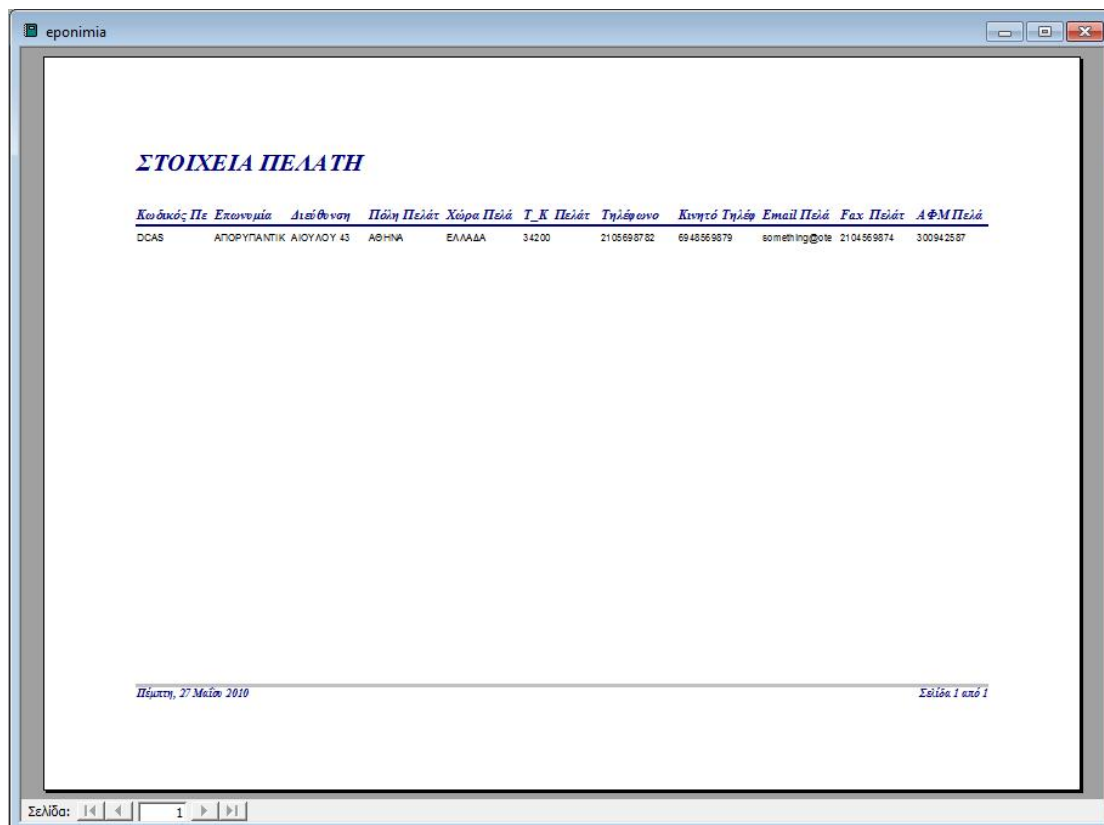 eponimia
ΣΤΟΙΧΕΙΑ ΠΕΛΑΤΗ
Κωδικός Πε Επωνυμία Διεύθυνση Πόλη Πελάτ Χώρα Πελά Τ_Κ Πελάτ Τηλέφωνο Κινητό Τηλέφ Email Πελά Fax Πελάτ ΑΦΜ Πελά
DCAS ΑΠΟΡΥΠΑΝΤΙΚ ΑΙΟΥΛΟΥ 43 ΑΘΗΝΑ ΕΛΛΑΔΑ 34200 2105698782 6948569879 something@ote 2104569874 300942587
Πέμπτη, 27 Μαΐου 2010 Σελίδα 1 από 1
Σελίδα: 1